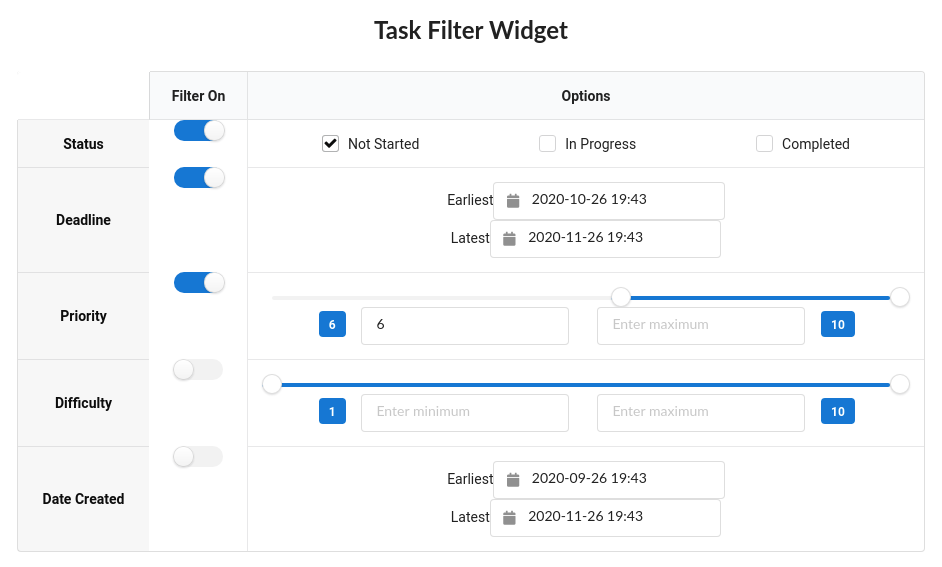 Task Filter Widget
Filter On Options
Status Not Started In Progress Completed
Deadline
Earliest 2020-10-26 19:43
Latest 2020-11-26 19:43
Priority
6 6 Enter maximum 10
Difficulty
1 Enter minimum Enter maximum 10
Date Created
Earliest 2020-09-26 19:43
Latest 2020-11-26 19:43